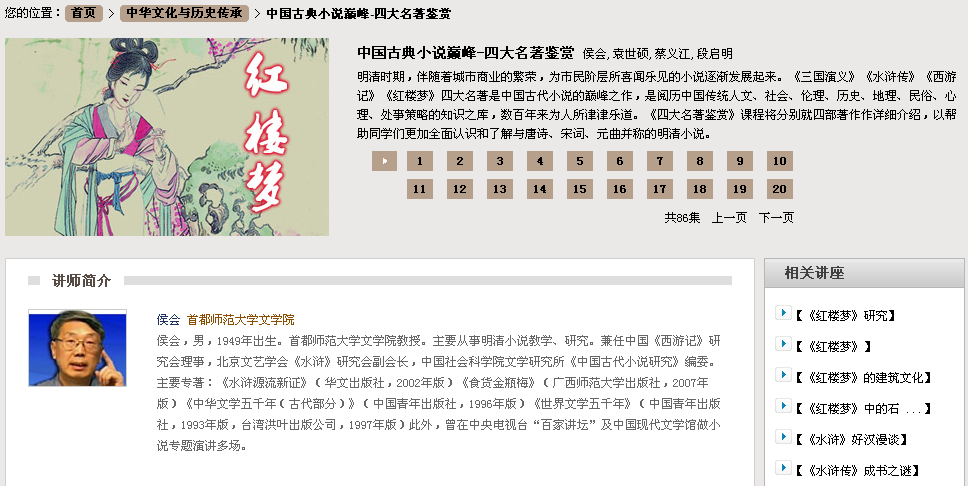 您的位置： 首页 > 中华文化与历史传承 > 中国古典小说巅峰-四大名著鉴赏
红楼梦
中国古典小说巅峰-四大名著鉴赏 侯会,袁世硕,蔡义江,段启明
明清时期，伴随着城市商业的繁荣，为市民阶层所喜闻乐见的小说逐渐发展起来。《三国演义》《水浒传》《西游
记》《红楼梦》四大名著是中国古代小说的巅峰之作，是阅历中国传统人文、社会、伦理、历史、地理、民俗、心
理、处事策略的知识之库，数百年来为人所津津乐道。《四大名著鉴赏》课程将分别就四部著作作详细介绍，以帮
助同学们更加全面认识和了解与唐诗、宋词、元曲并称的明清小说。
1 2 3 4 5 6 7 8 9 10
11 12 13 14 15 16 17 18 19 20
共86集 上一页 下一页
讲师简介
侯会 首都师范大学文学院
侯会，男，1949年出生。首都师范大学文学院教授。主要从事明清小说教学、研究。兼任中国《西游记》研
究会理事，北京文艺学会《水浒》研究会副会长，中国社会科学院文学研究所《中国古代小说研究》编委。
主要专著：《水浒源流新证》（华文出版社，2002年版）《食货金瓶梅》（广西师范大学出版社，2007年
版）《中华文学五千年（古代部分）》（中国青年出版社，1996年版）《世界文学五千年》（中国青年出版
社，1993年版，台湾洪叶出版公司，1997年版）此外，曾在中央电视台“百家讲坛”及中国现代文学馆做小
说专题演讲多场。
相关讲座
【《红楼梦》研究】
【《红楼梦》】
【《红楼梦》的建筑文化】
【《红楼梦》中的石 ...】
【《水浒》好汉漫谈】
【《水浒传》成书之谜】